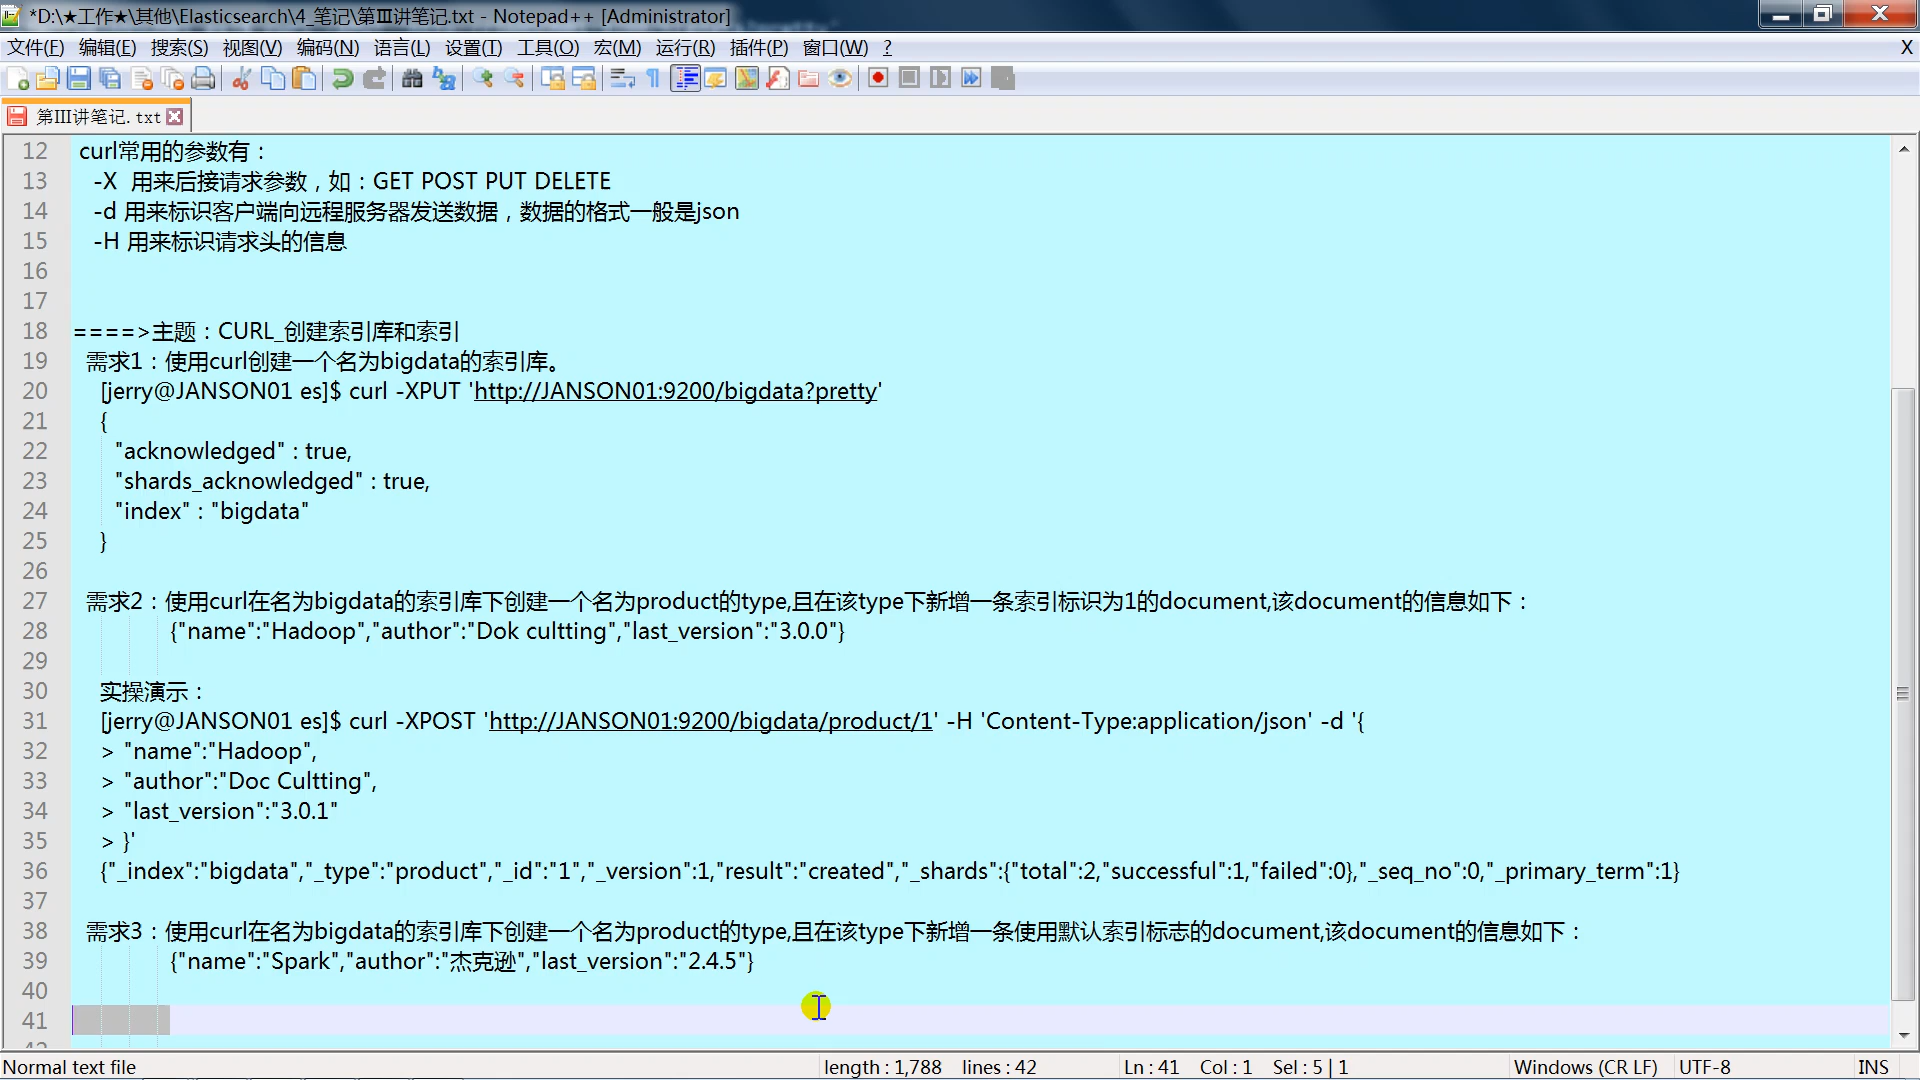 *D:\★工作★\其他\Elasticsearch\4_笔记\第Ⅲ讲笔记.txt - Notepad++ [Administrator]
文件(F) 编辑(E) 搜索(S) 视图(V) 编码(N) 语言(L) 设置(T) 工具(O) 宏(M) 运行(R) 插件(P) 窗口(W) ? X
第Ⅲ讲笔记.txt
12 curl常用的参数有：
13 -X 用来后接请求参数，如：GET POST PUT DELETE
14 -d 用来标识客户端向远程服务器发送数据，数据的格式一般是json
15 -H 用来标识请求头的信息
16
17
18 ====>主题：CURL_创建索引库和索引
19 需求1：使用curl创建一个名为bigdata的索引库。
20 [jerry@JANSON01 es]$ curl -XPUT 'http://JANSON01:9200/bigdata?pretty'
21 {
22 "acknowledged" : true,
23 "shards_acknowledged" : true,
24 "index" : "bigdata"
25 }
26
27 需求2：使用curl在名为bigdata的索引库下创建一个名为product的type,且在该type下新增一条索引标识为1的document,该document的信息如下：
28 {"name":"Hadoop","author":"Dok cultting","last_version":"3.0.0"}
29
30 实操演示：
31 [jerry@JANSON01 es]$ curl -XPOST 'http://JANSON01:9200/bigdata/product/1' -H 'Content-Type:application/json' -d '{
32 > "name":"Hadoop",
33 > "author":"Doc Cultting",
34 > "last_version":"3.0.1"
35 > }'
36 {"_index":"bigdata","_type":"product","_id":"1","_version":1,"result":"created","_shards":{"total":2,"successful":1,"failed":0},"_seq_no":0,"_primary_term":1}
37
38 需求3：使用curl在名为bigdata的索引库下创建一个名为product的type,且在该type下新增一条使用默认索引标志的document,该document的信息如下：
39 {"name":"Spark","author":"杰克逊","last_version":"2.4.5"}
40
41
Normal text file length : 1,788 lines : 42 Ln : 41 Col : 1 Sel : 5 | 1 Windows (CR LF) UTF-8 INS